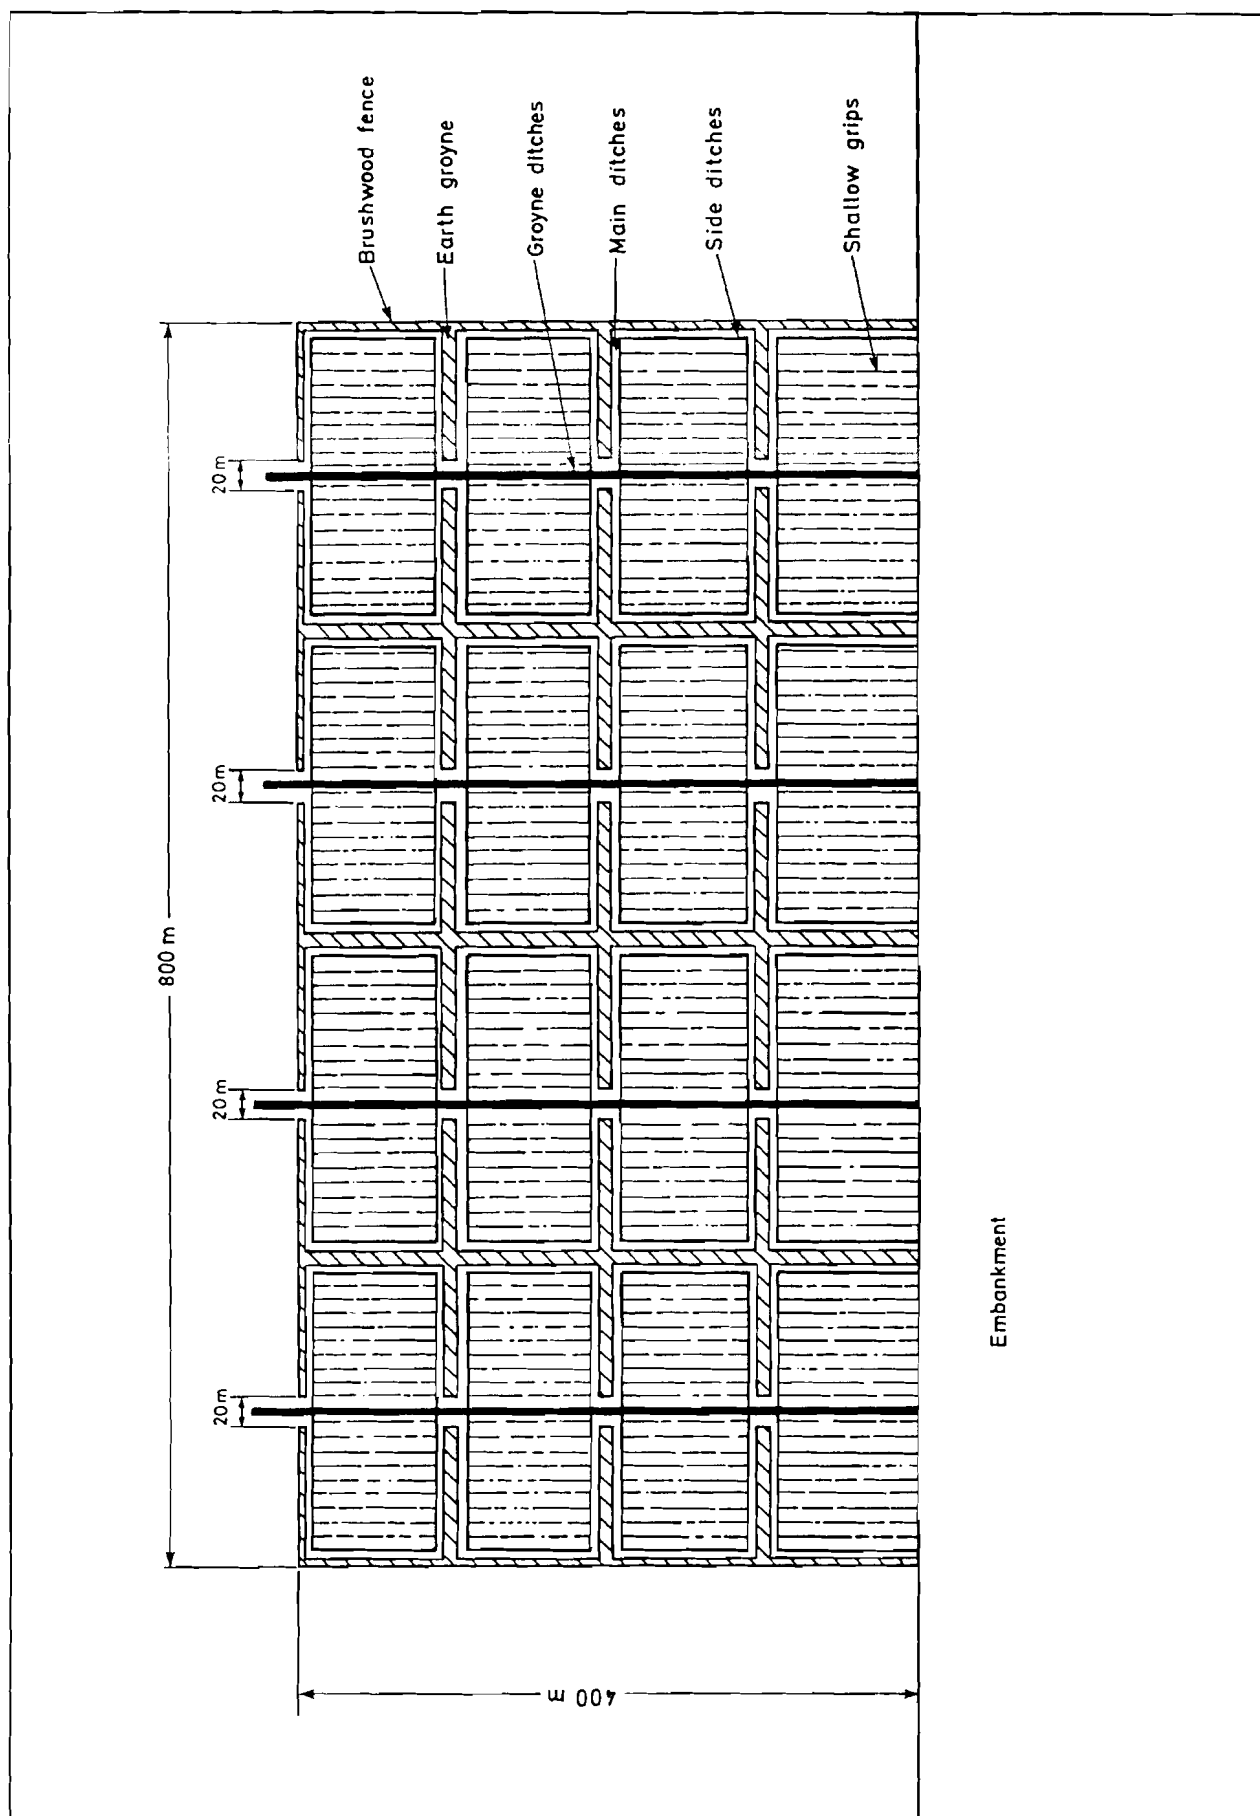 Brushwood fence
Earth groyne
Groyne ditches
Main ditches
Side ditches
Shallow grips
800 m
20 m
20 m
20 m
20 m
400 m
Embankment